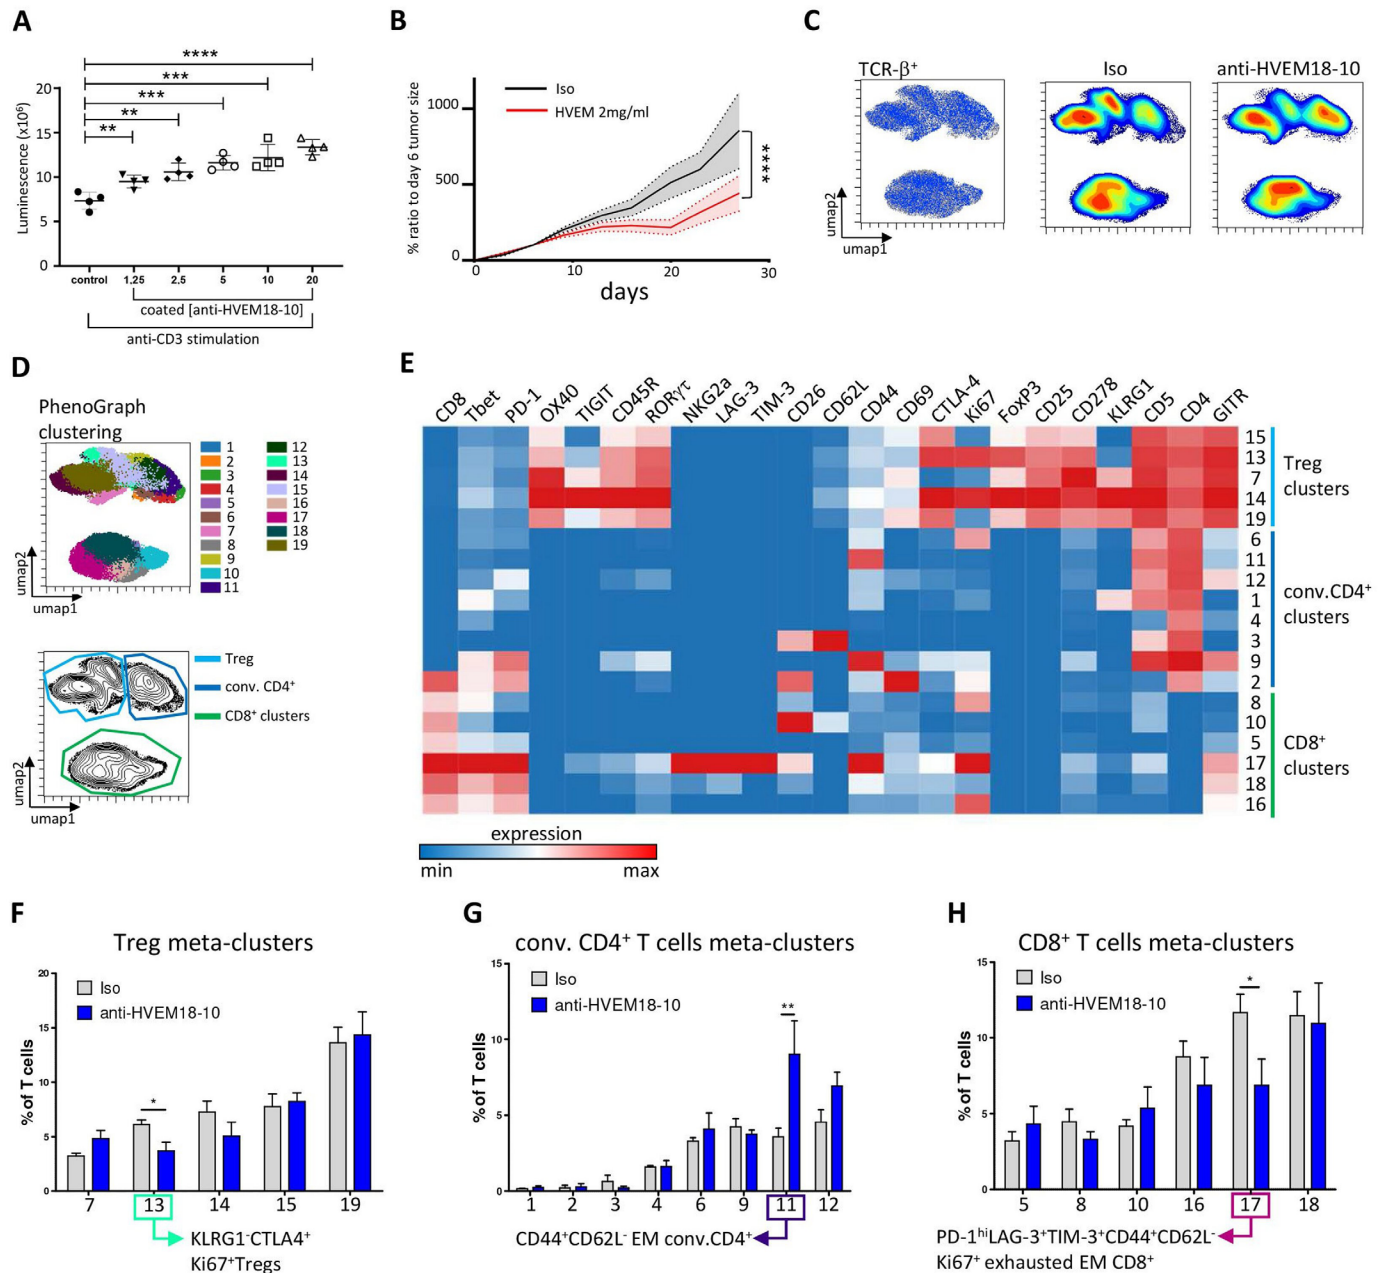 A
****
***
***
**
**
Luminescence (x10⁶)
20
15
10
5
0
control
1.25
2.5
5
10
20
coated [anti-HVEM18-10]
anti-CD3 stimulation
B
% ratio to day 6 tumor size
1000
500
0
Iso
HVEM 2mg/ml
****
0
10
20
30
days
C
TCR-β⁺
Iso
anti-HVEM18-10
umap2
umap1
D
PhenoGraph
clustering
umap2
umap1
1
2
3
4
5
6
7
8
9
10
11
12
13
14
15
16
17
18
19
Treg
conv. CD4⁺
CD8⁺ clusters
umap2
umap1
E
CD8
Tbet
PD-1
OX40
TIGIT
CD45R
RORγτ
NKG2a
LAG-3
TIM-3
CD26
CD62L
CD44
CD69
CTLA-4
Ki67
FoxP3
CD25
CD278
KLRG1
CD5
CD4
GITR
15
13
7
14
19
6
11
12
1
4
3
9
2
8
10
5
17
18
16
Treg
clusters
conv.CD4⁺
clusters
CD8⁺
clusters
expression
min
max
F
Treg meta-clusters
% of T cells
20
15
10
5
0
Iso
anti-HVEM18-10
*
7
13
14
15
19
KLRG1⁻CTLA4⁺
Ki67⁺Tregs
G
conv. CD4⁺ T cells meta-clusters
% of T cells
15
10
5
0
Iso
anti-HVEM18-10
**
1
2
3
4
6
9
11
12
CD44⁺CD62L⁻ EM conv.CD4⁺
H
CD8⁺ T cells meta-clusters
% of T cells
15
10
5
0
Iso
anti-HVEM18-10
*
5
8
10
16
17
18
PD-1ʰⁱLAG-3⁺TIM-3⁺CD44⁺CD62L⁻
Ki67⁺ exhausted EM CD8⁺